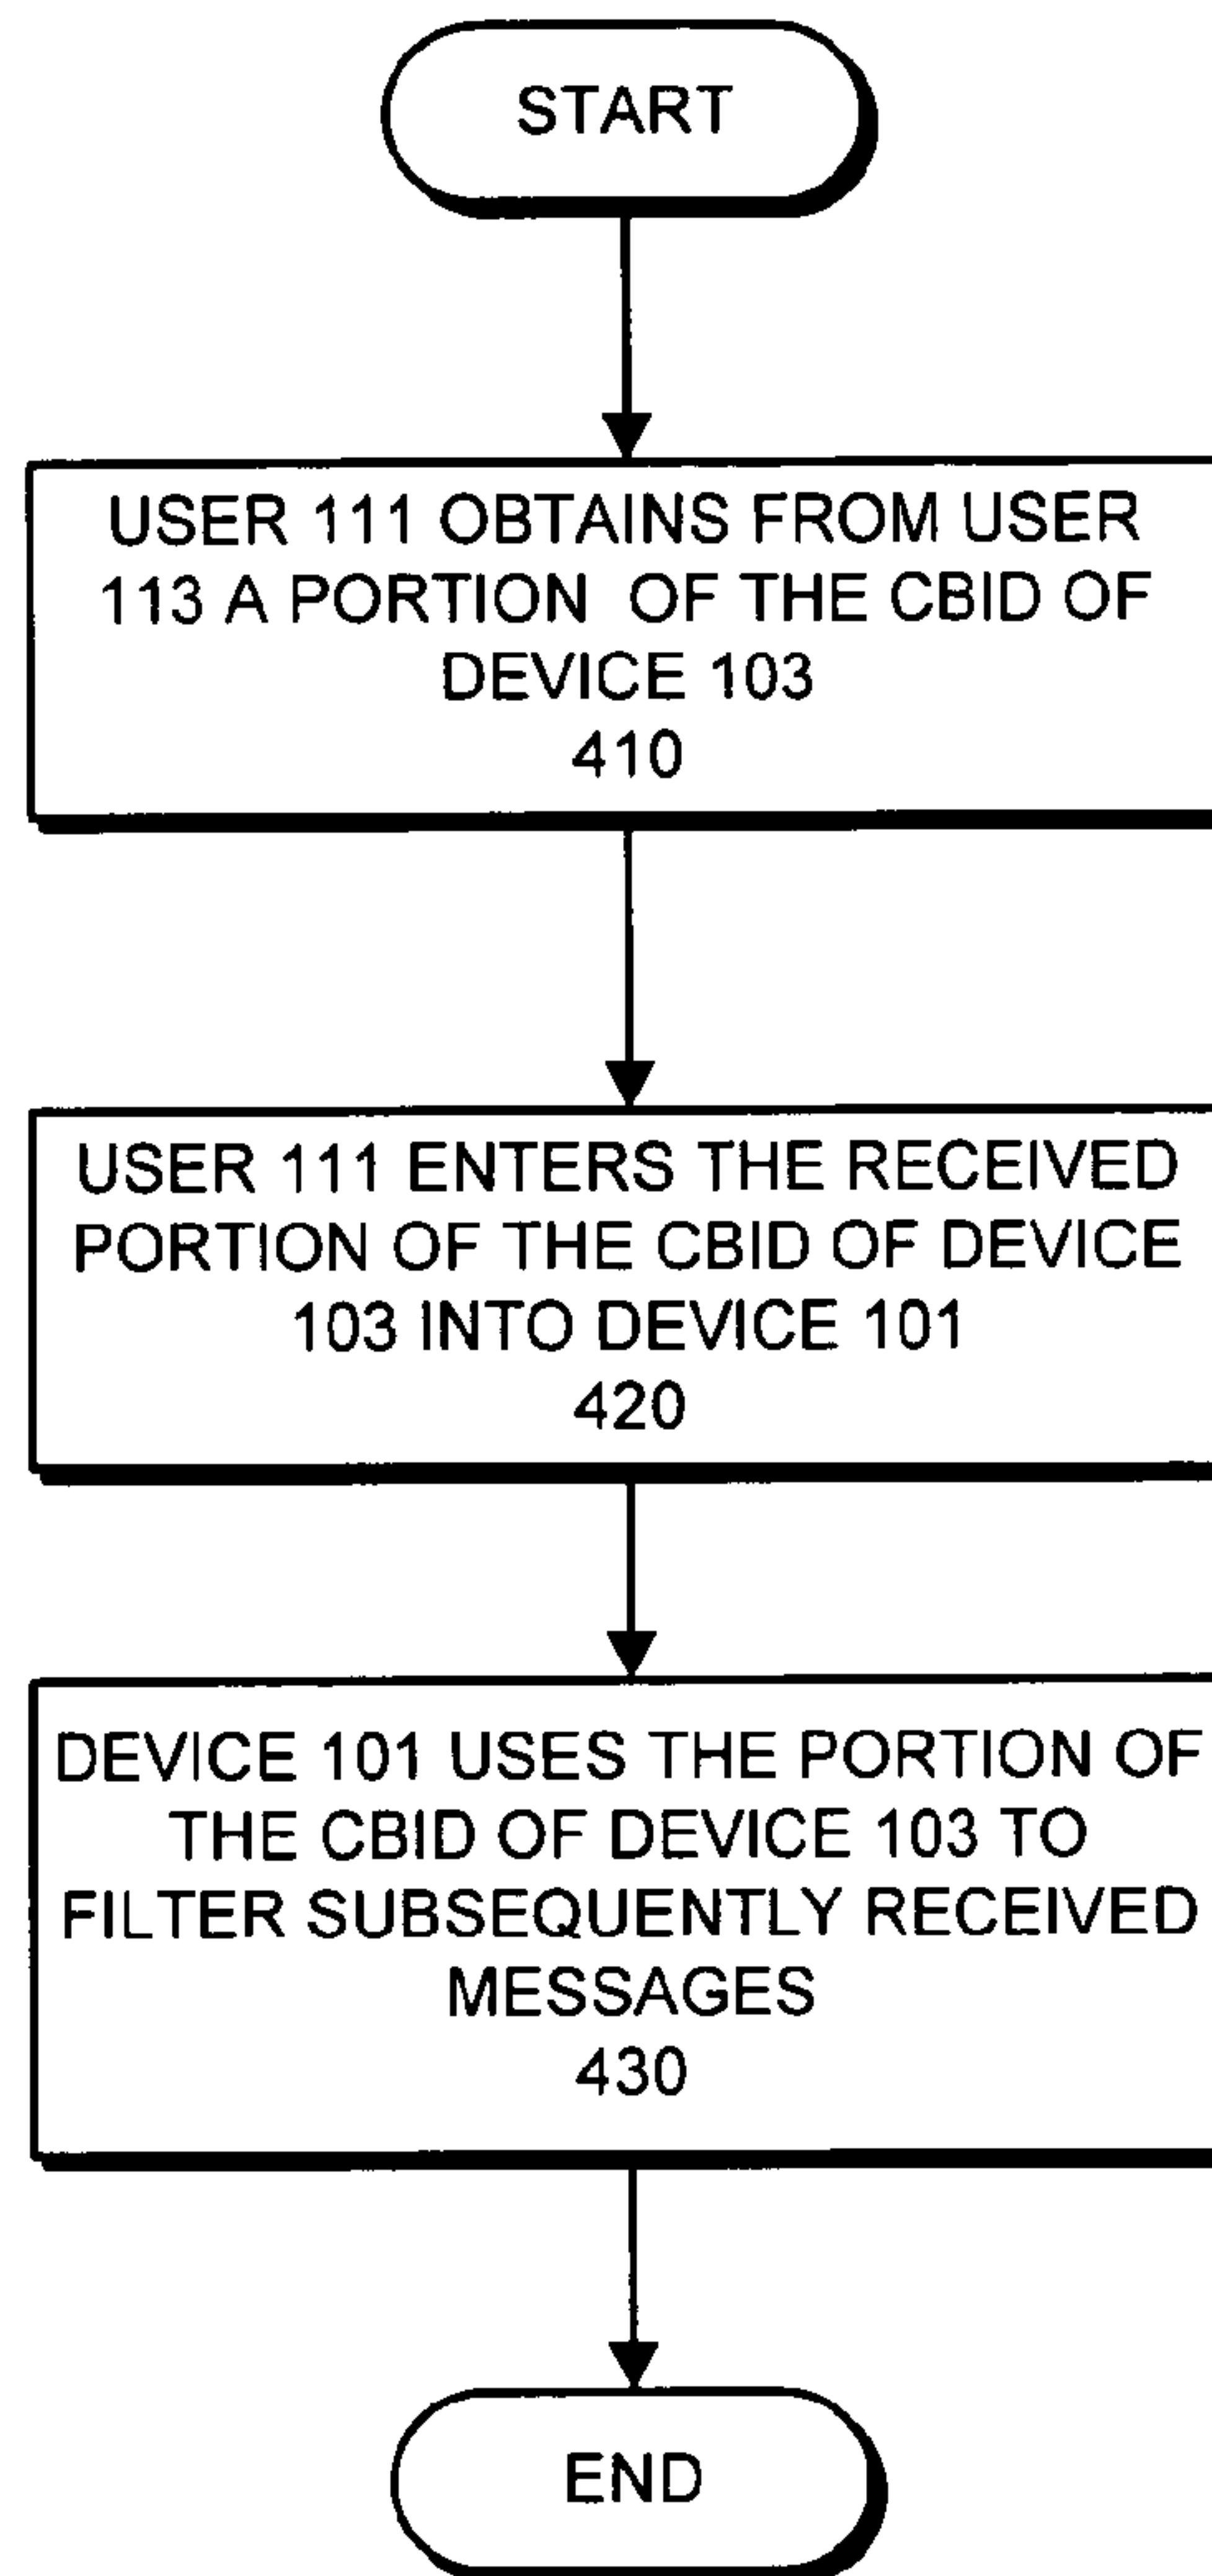 START
USER 111 OBTAINS FROM USER
113 A PORTION OF THE CBID OF
DEVICE 103
410
USER 111 ENTERS THE RECEIVED
PORTION OF THE CBID OF DEVICE
103 INTO DEVICE 101
420
DEVICE 101 USES THE PORTION OF
THE CBID OF DEVICE 103 TO
FILTER SUBSEQUENTLY RECEIVED
MESSAGES
430
END